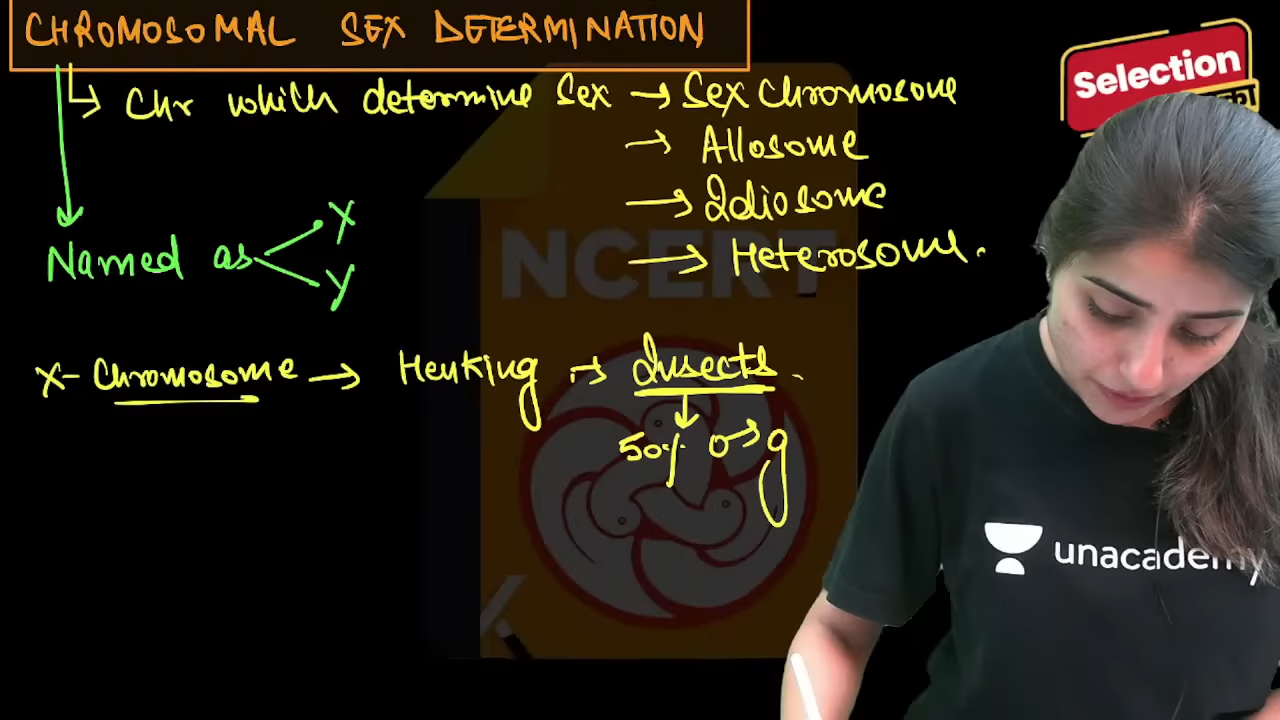 CHROMOSOMAL SEX DETERMINATION
Selection
Chr which determine Sex → Sex Chromosome
→ Allosome
→ Idiosome
→ Heterosome.
Named as X
Y
NCERT
X- Chromosome → Henking → Insects.
50%
unacademy